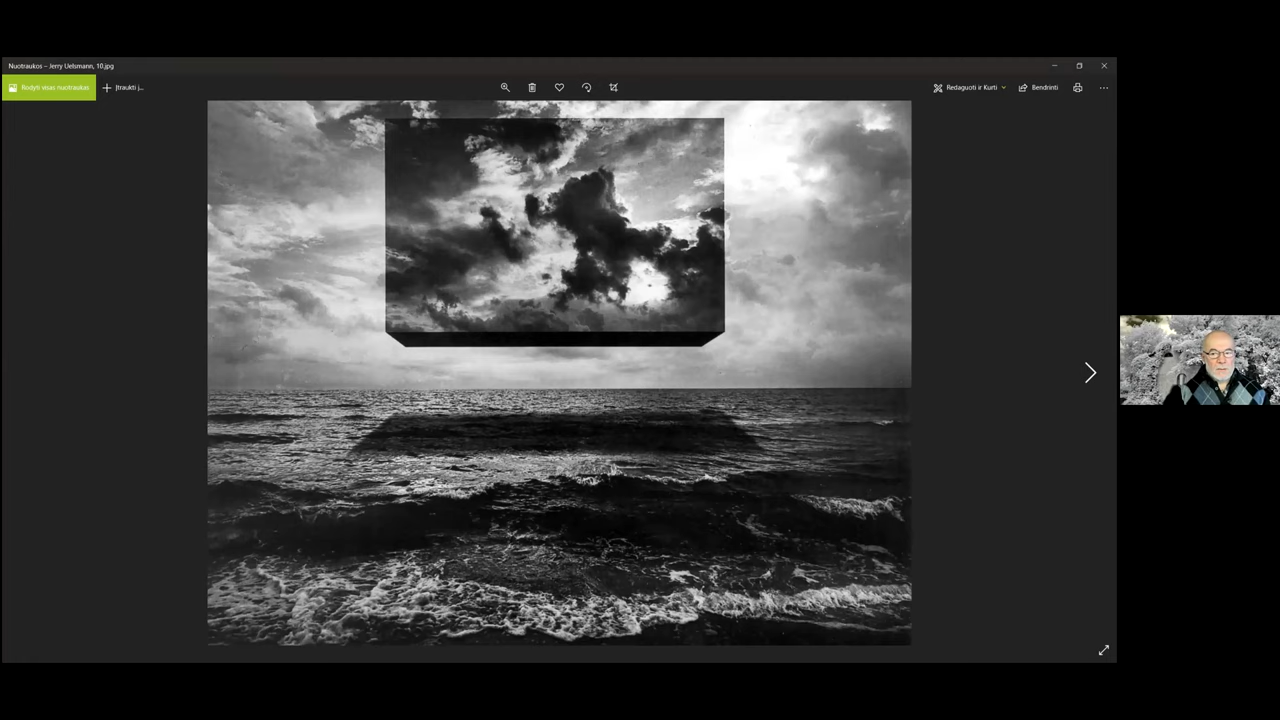 Nuotraukos – Jerry Uelsmann, 10.jpg
Rodyti visas nuotraukas
Įtraukti į...
Redaguoti ir Kurti
Bendrinti